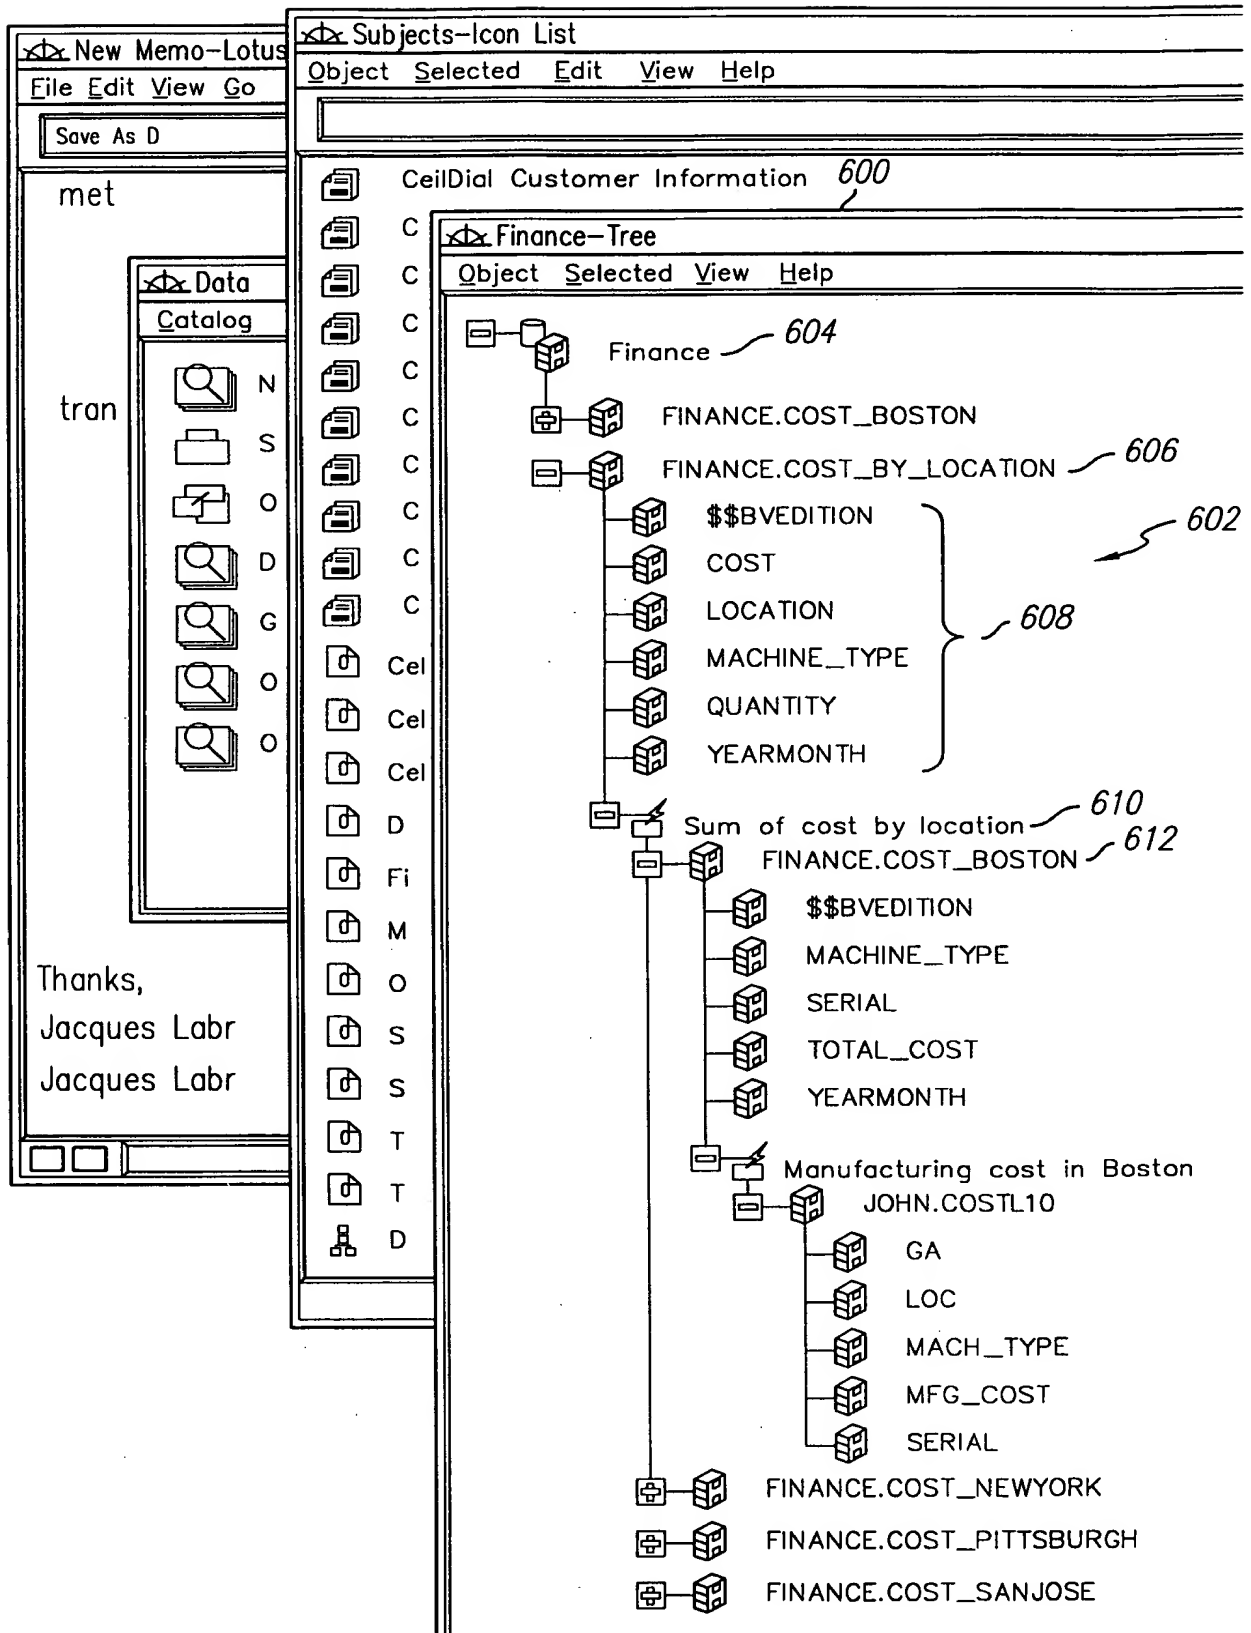 New Memo-Lotus
File Edit View Go
Save As D
met
tran
Thanks,
Jacques Labr
Jacques Labr
Data
Catalog
N
S
O
D
G
O
O
Subjects-Icon List
Object Selected Edit View Help
CeilDial Customer Information
C
C
C
C
C
C
C
C
C
Cel
Cel
Cel
D
Fi
M
O
S
S
T
T
D
600
Finance-Tree
Object Selected View Help
Finance 604
FINANCE.COST_BOSTON
FINANCE.COST_BY_LOCATION 606
602
$$BVEDITION
COST
LOCATION
608
MACHINE_TYPE
QUANTITY
YEARMONTH
Sum of cost by location 610
FINANCE.COST_BOSTON 612
$$BVEDITION
MACHINE_TYPE
SERIAL
TOTAL_COST
YEARMONTH
Manufacturing cost in Boston
JOHN.COSTL10
GA
LOC
MACH_TYPE
MFG_COST
SERIAL
FINANCE.COST_NEWYORK
FINANCE.COST_PITTSBURGH
FINANCE.COST_SANJOSE